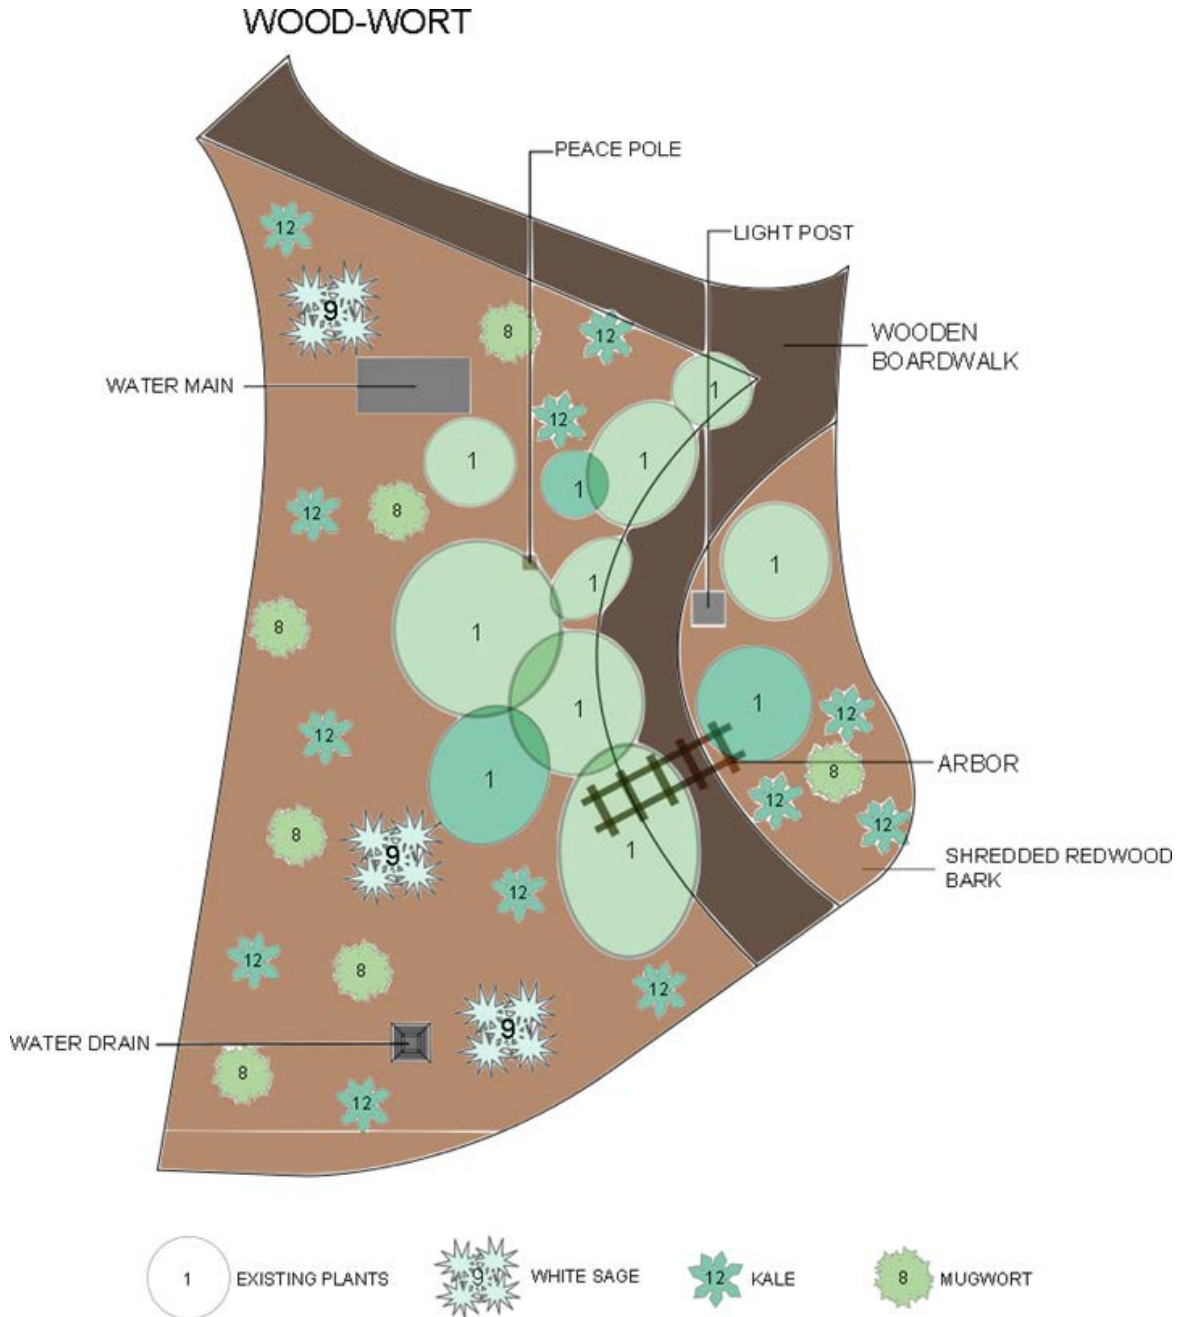 WOOD-WORT
PEACE POLE
LIGHT POST
12
9
8
12
WOODEN
BOARDWALK
WATER MAIN
1
12
1
1
1
12
8
1
1
8
1
1
1
12
12
ARBOR
8
12
8
9
12
1
1
SHREDDED REDWOOD
BARK
12
12
8
12
9
WATER DRAIN
8
12
1 EXISTING PLANTS
9 WHITE SAGE
12 KALE
8 MUGWORT